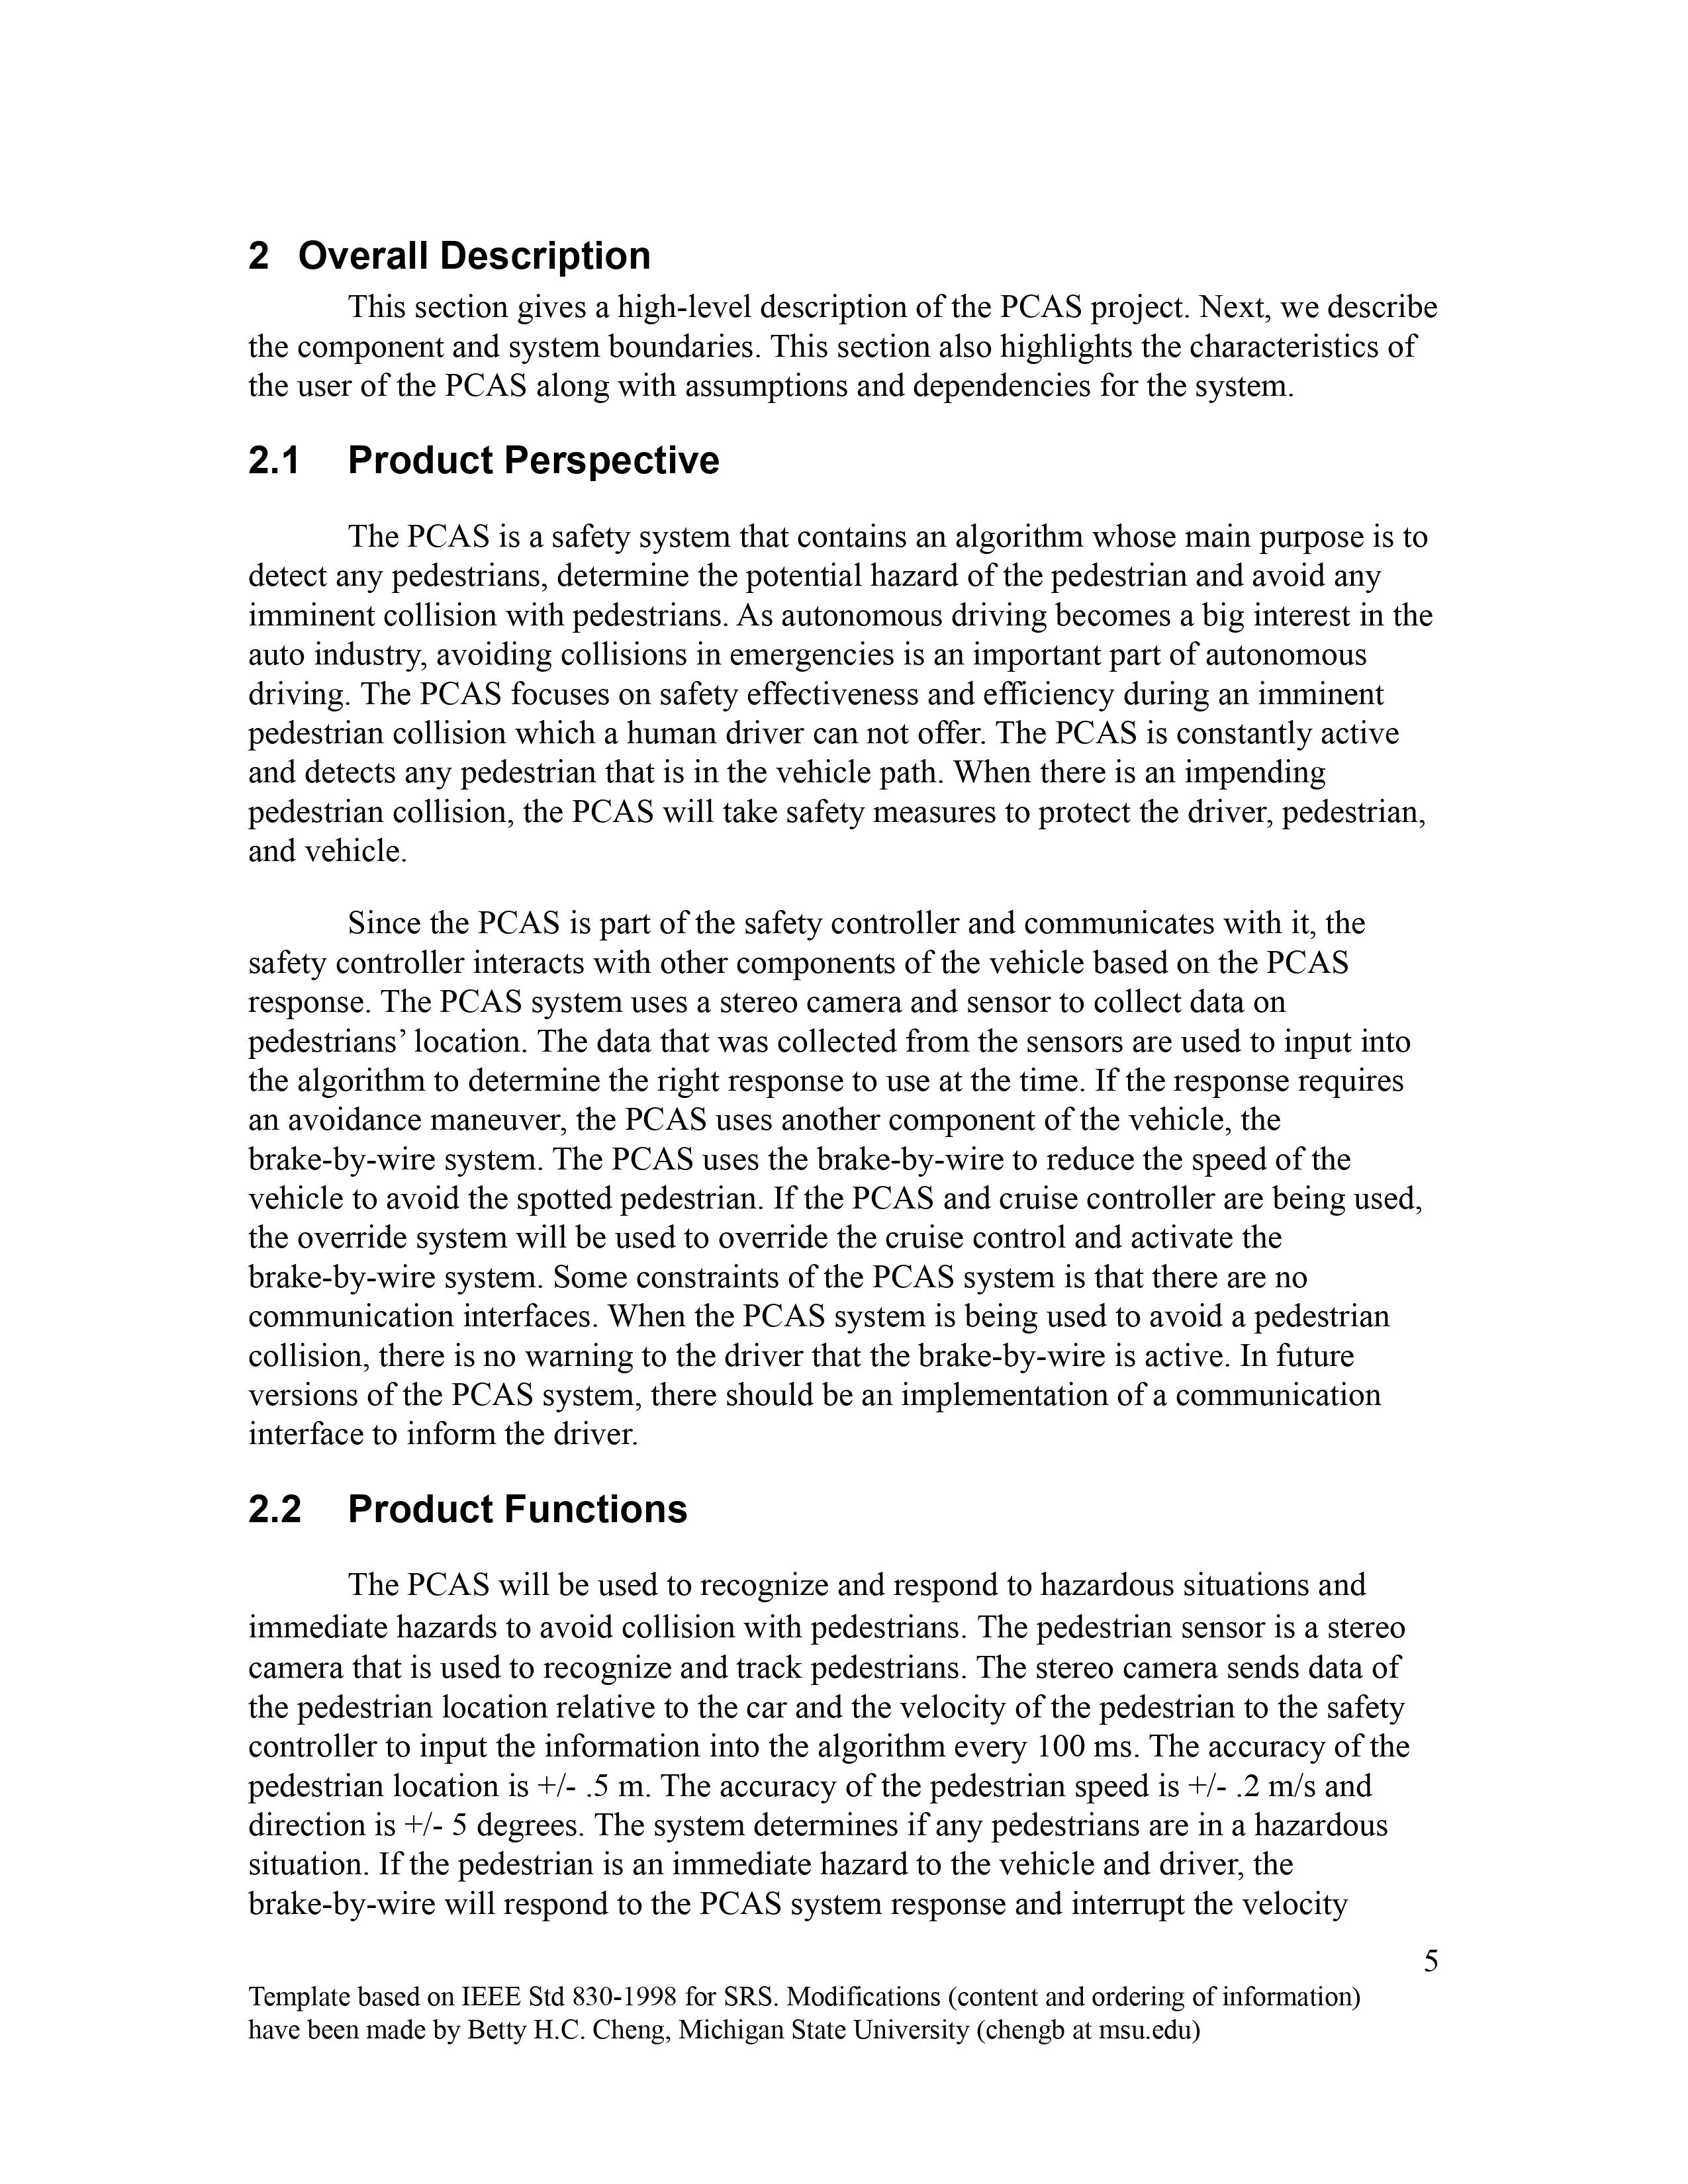 2 Overall Description
This section gives a high-level description of the PCAS project. Next, we describe
the component and system boundaries. This section also highlights the characteristics of
the user of the PCAS along with assumptions and dependencies for the system.
2.1 Product Perspective
The PCAS is a safety system that contains an algorithm whose main purpose is to
detect any pedestrians, determine the potential hazard of the pedestrian and avoid any
imminent collision with pedestrians. As autonomous driving becomes a big interest in the
auto industry, avoiding collisions in emergencies is an important part of autonomous
driving. The PCAS focuses on safety effectiveness and efficiency during an imminent
pedestrian collision which a human driver can not offer. The PCAS is constantly active
and detects any pedestrian that is in the vehicle path. When there is an impending
pedestrian collision, the PCAS will take safety measures to protect the driver, pedestrian,
and vehicle.
Since the PCAS is part of the safety controller and communicates with it, the
safety controller interacts with other components of the vehicle based on the PCAS
response. The PCAS system uses a stereo camera and sensor to collect data on
pedestrians’ location. The data that was collected from the sensors are used to input into
the algorithm to determine the right response to use at the time. If the response requires
an avoidance maneuver, the PCAS uses another component of the vehicle, the
brake-by-wire system. The PCAS uses the brake-by-wire to reduce the speed of the
vehicle to avoid the spotted pedestrian. If the PCAS and cruise controller are being used,
the override system will be used to override the cruise control and activate the
brake-by-wire system. Some constraints of the PCAS system is that there are no
communication interfaces. When the PCAS system is being used to avoid a pedestrian
collision, there is no warning to the driver that the brake-by-wire is active. In future
versions of the PCAS system, there should be an implementation of a communication
interface to inform the driver.
2.2 Product Functions
The PCAS will be used to recognize and respond to hazardous situations and
immediate hazards to avoid collision with pedestrians. The pedestrian sensor is a stereo
camera that is used to recognize and track pedestrians. The stereo camera sends data of
the pedestrian location relative to the car and the velocity of the pedestrian to the safety
controller to input the information into the algorithm every 100 ms. The accuracy of the
pedestrian location is +/- .5 m. The accuracy of the pedestrian speed is +/- .2 m/s and
direction is +/- 5 degrees. The system determines if any pedestrians are in a hazardous
situation. If the pedestrian is an immediate hazard to the vehicle and driver, the
brake-by-wire will respond to the PCAS system response and interrupt the velocity
5
Template based on IEEE Std 830-1998 for SRS. Modifications (content and ordering of information)
have been made by Betty H.C. Cheng, Michigan State University (chengb at msu.edu)